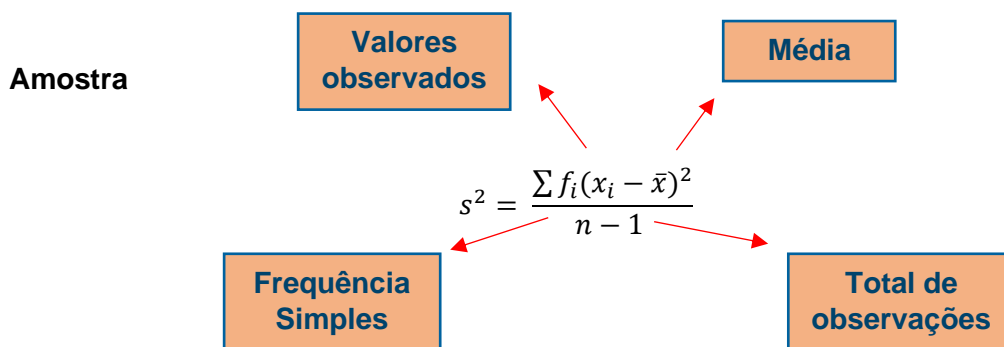 Valores
observados
Média
Amostra
𝑠² = ∑ 𝑓ᵢ(𝑥ᵢ − 𝑥̄)² / 𝑛 − 1
Frequência
Simples
Total de
observações